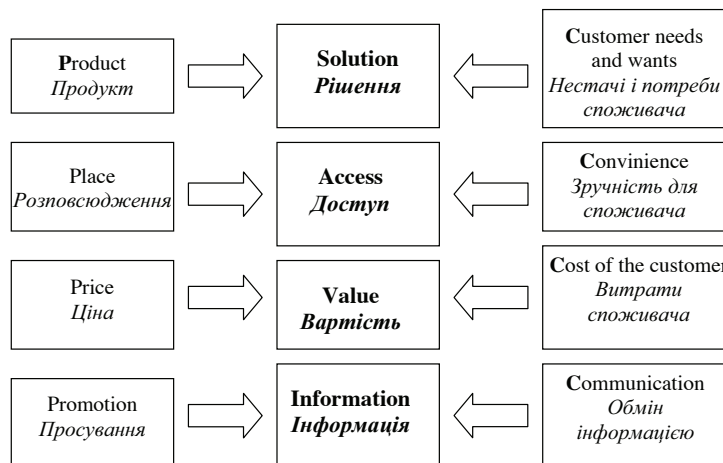 Product
Продукт
Solution
Рішення
Customer needs
and wants
Нестачі і потреби
споживача
Place
Розповсюдження
Access
Доступ
Convinience
Зручність для
споживача
Price
Ціна
Value
Вартість
Cost of the customer
Витрати
споживача
Promotion
Просування
Information
Інформація
Communication
Обмін
інформацією